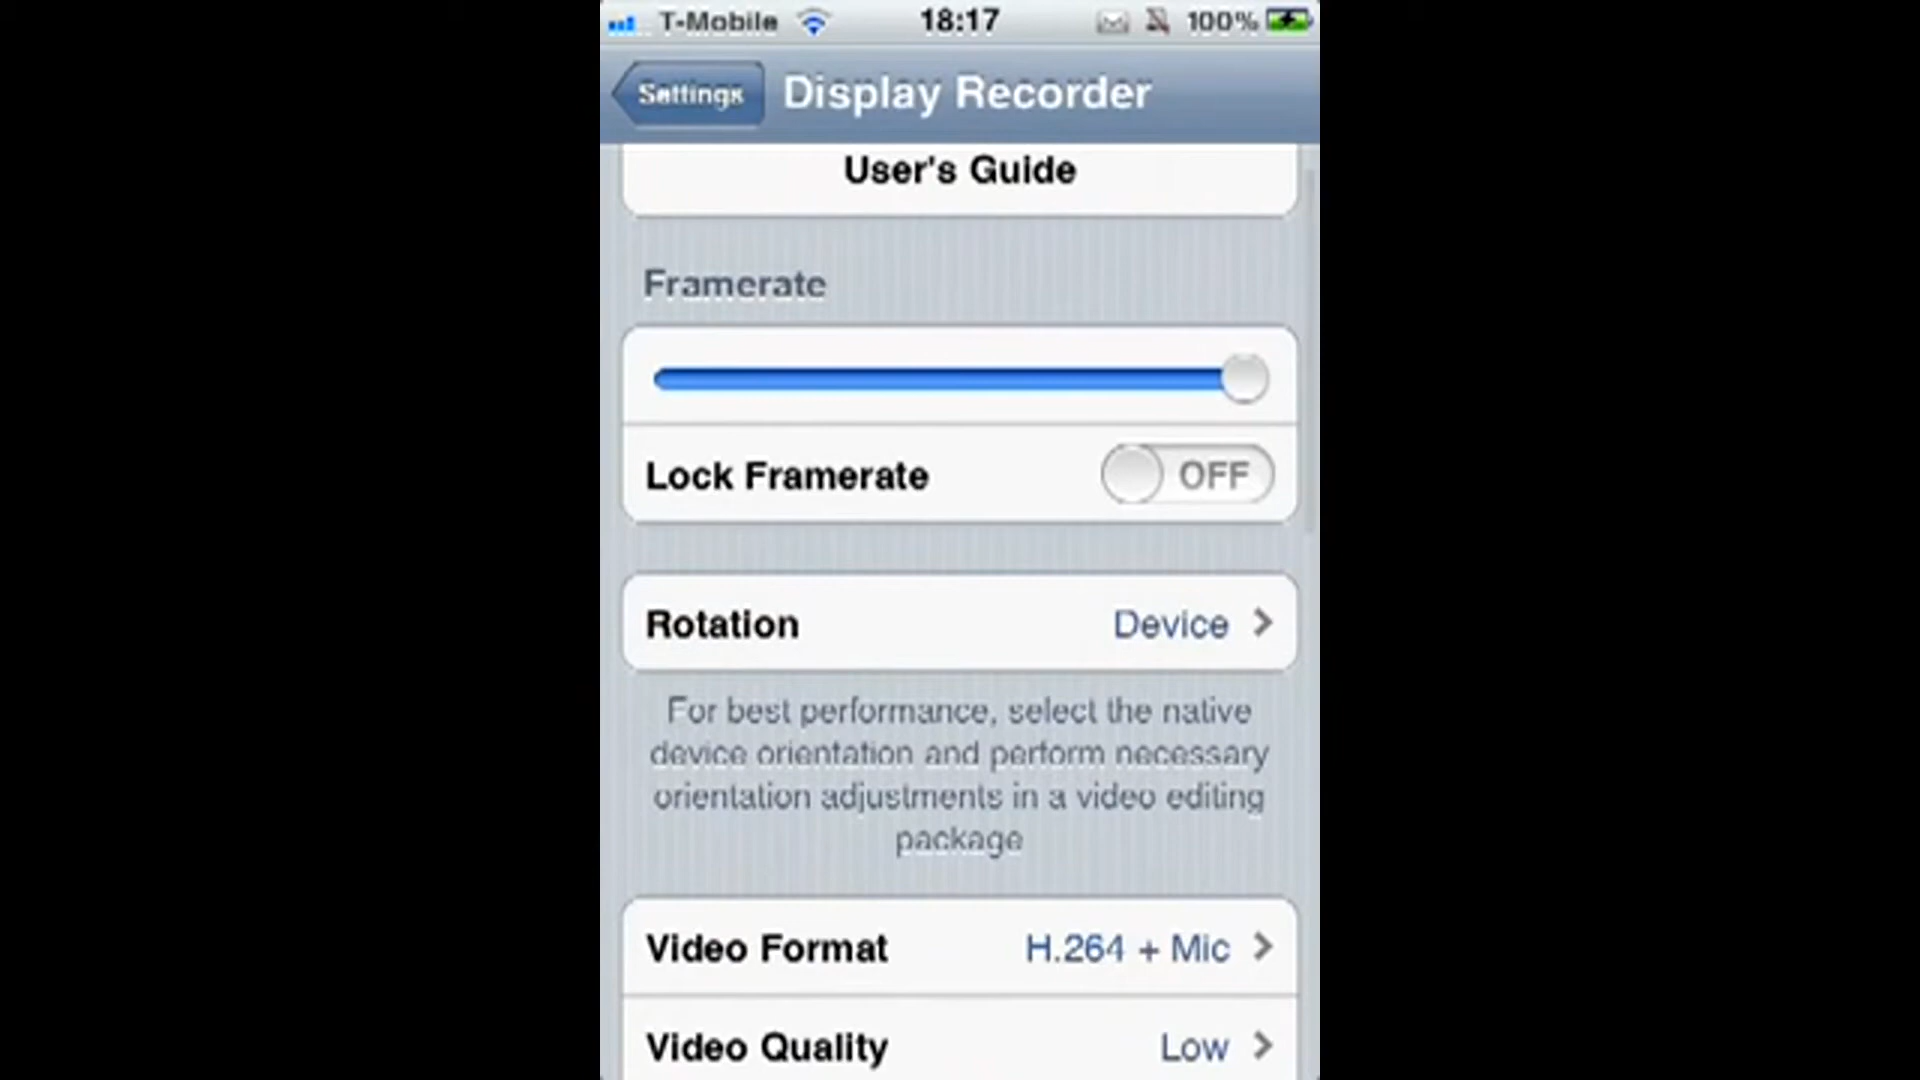 T-Mobile 18:17 100%
Settings Display Recorder
User's Guide
Framerate
Lock Framerate OFF
Rotation Device
For best performance, select the native
device orientation and perform necessary
orientation adjustments in a video editing
package
Video Format H.264 + Mic
Video Quality Low